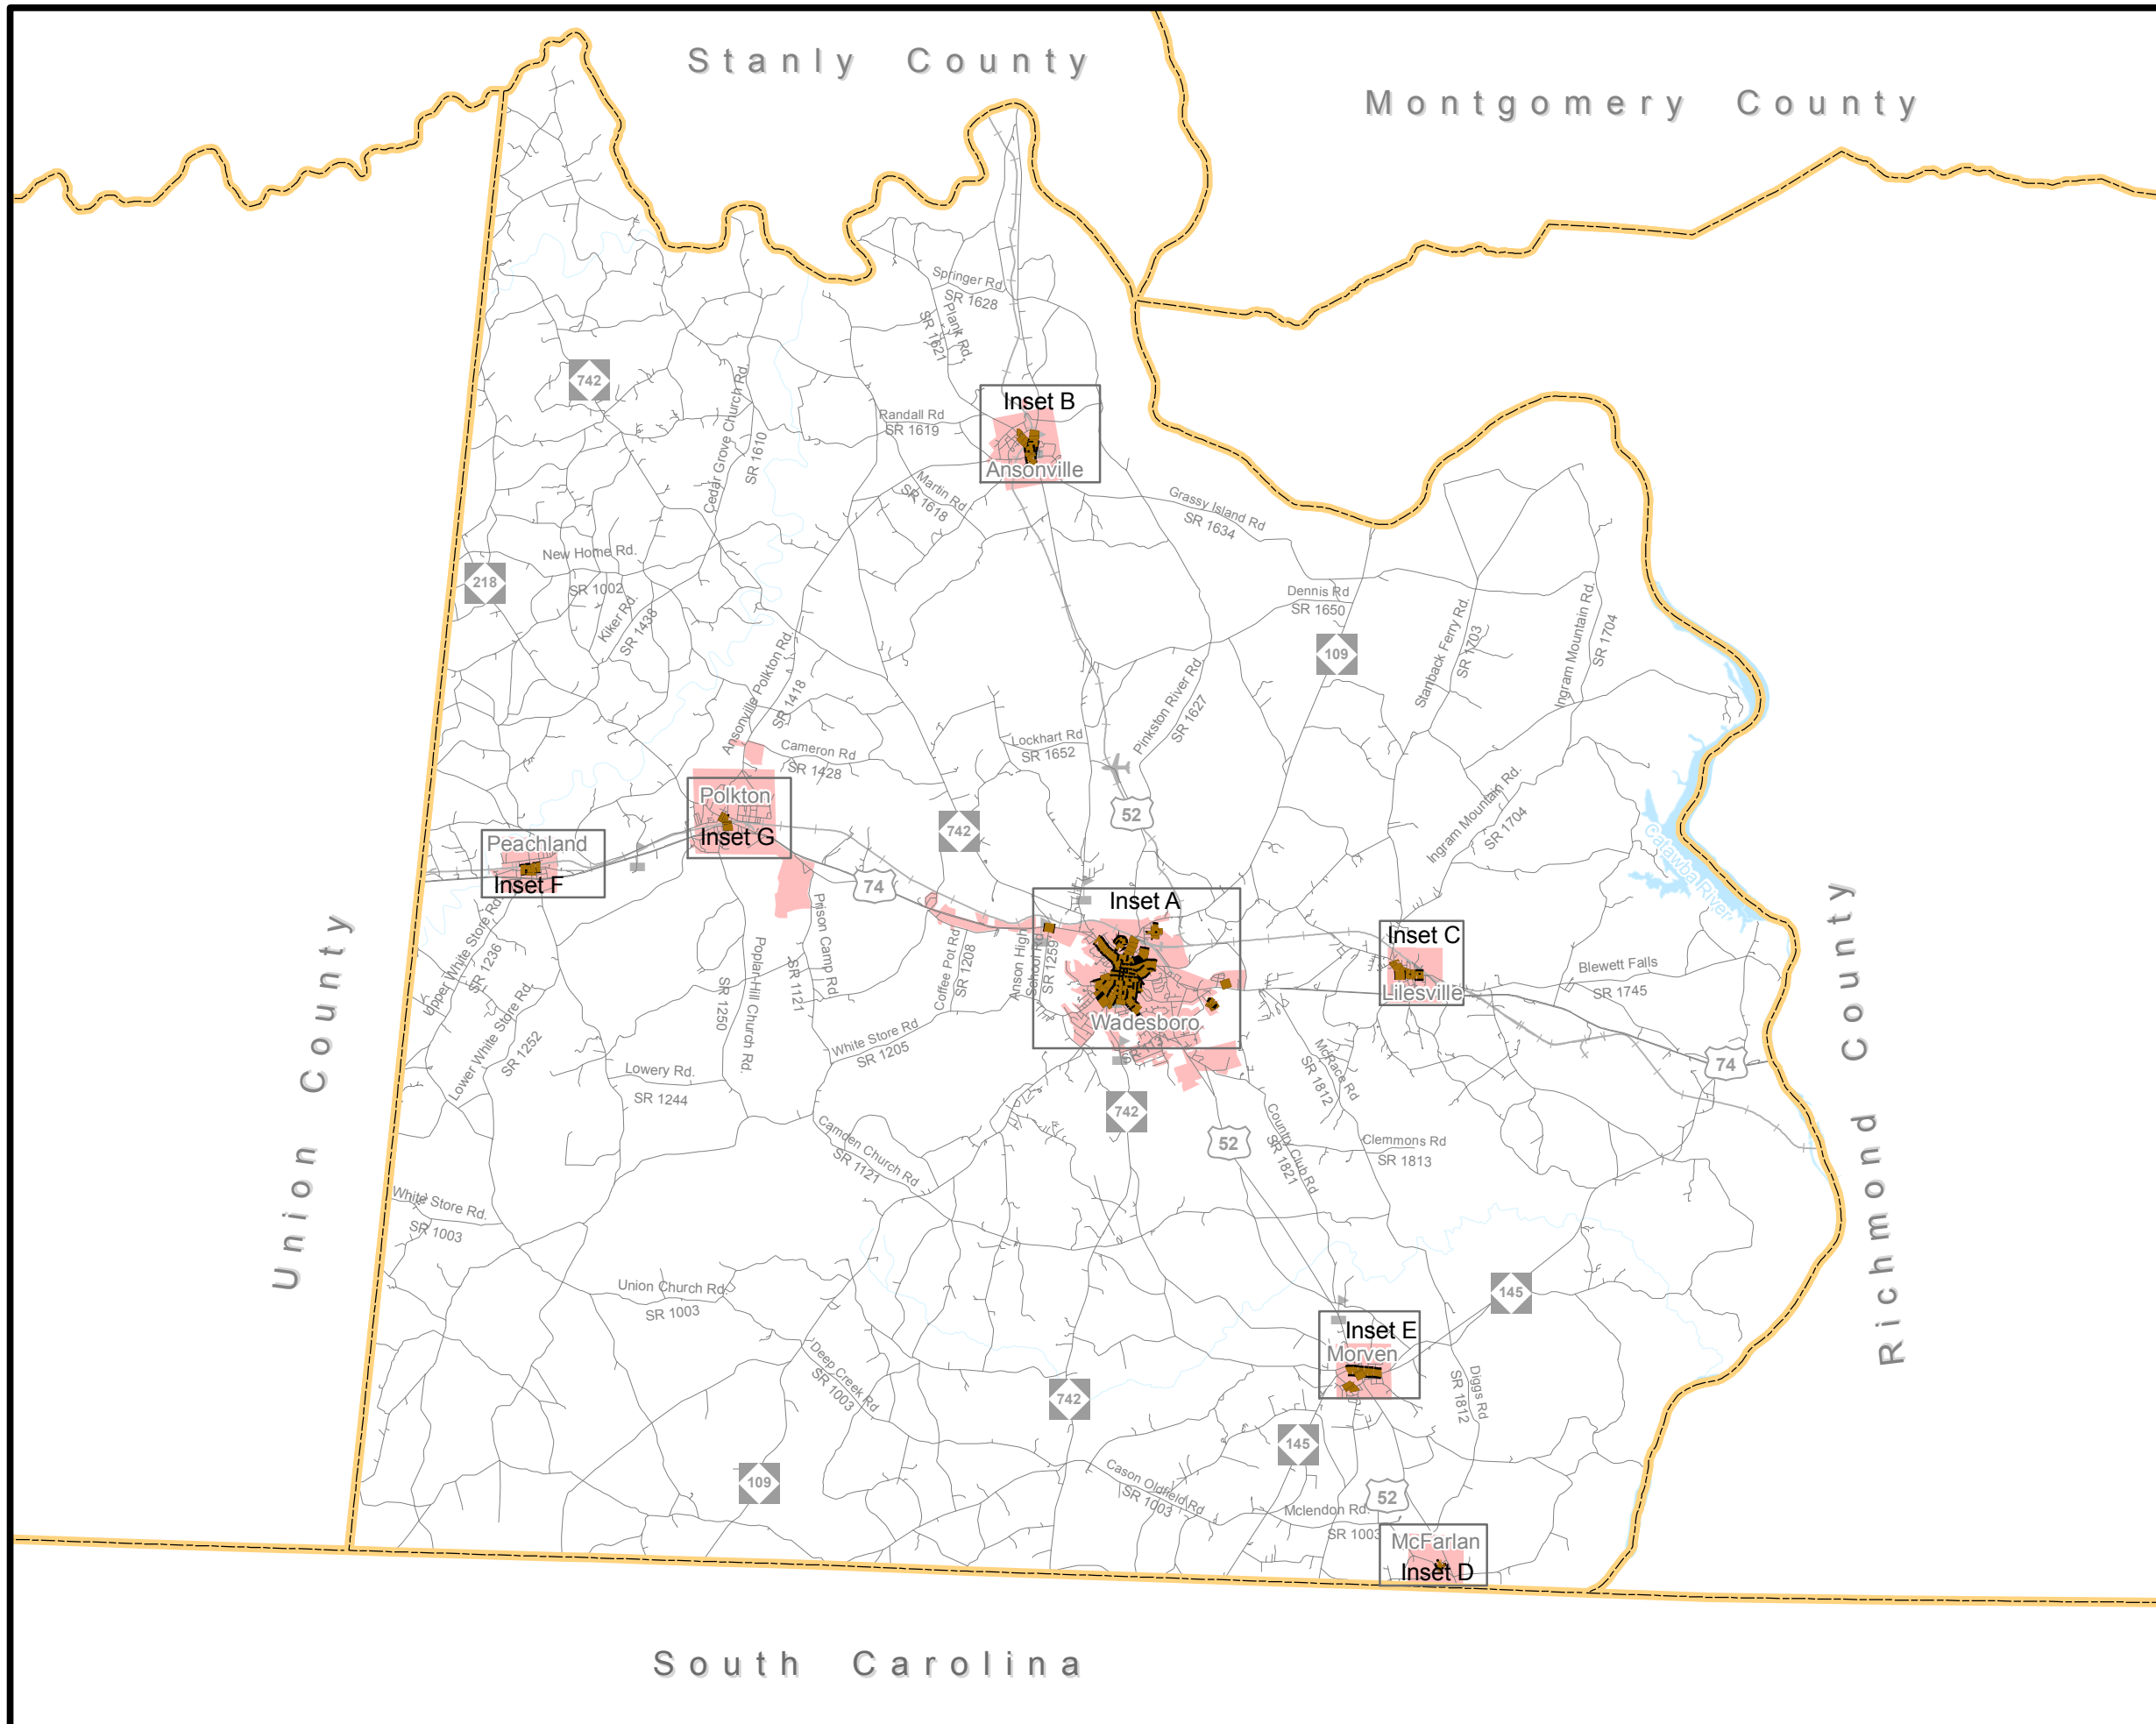 Stanly County
Montgomery County
Springer Rd
SR 1628
Plank Rd
SR 1621
742
Inset B
Cedar Grove Church Rd.
SR 1610
Randall Rd
SR 1619
Ansonville
Martin Rd
SR 1618
Grassy Island Rd
SR 1634
New Home Rd.
SR 1002
218
Kiker Rd.
SR 1438
Dennis Rd
SR 1650
109
Stanback Ferry Rd.
SR 1703
Ingram Mountain Rd.
SR 1704
Ansonville Polkton Rd.
SR 1418
Pinkston River Rd
SR 1627
Lockhart Rd
SR 1652
Cameron Rd
SR 1428
Polkton
Inset G
52
742
Ingram Mountain Rd.
SR 1704
Catawba River
Peachland
Inset F
74
Inset A
Upper White Store Rd.
SR 1236
Prison Camp Rd
SR 1121
Poplar Hill Church Rd.
SR 1250
Coffee Pot Rd
SR 1208
Anson High
School Rd
SR 1259
Inset C
Lilesville
Blewett Falls
SR 1745
Wadesboro
Lower White Store Rd.
SR 1252
White Store Rd
SR 1205
Lowery Rd.
SR 1244
McRace Rd
SR 1812
74
742
52
Country Club Rd
SR 1821
Clemmons Rd
SR 1813
Camden Church Rd
SR 1121
White Store Rd.
SR 1003
Union County
Richmond County
Union Church Rd.
SR 1003
145
Inset E
Morven
Deep Creek Rd
SR 1003
742
Diggs Rd
SR 1812
145
109
Cason Oldfield Rd
SR 1003
52
Mclendon Rd.
SR 1003
McFarlan
Inset D
South Carolina